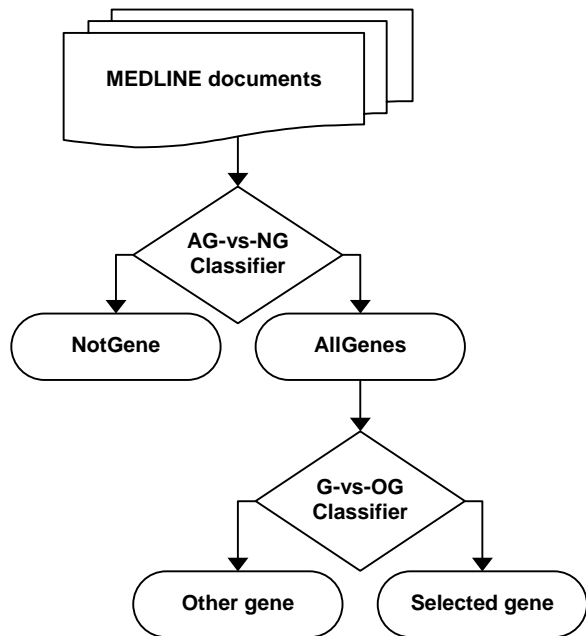 MEDLINE documents
AG-vs-NG
Classifier
NotGene
AllGenes
G-vs-OG
Classifier
Other gene
Selected gene